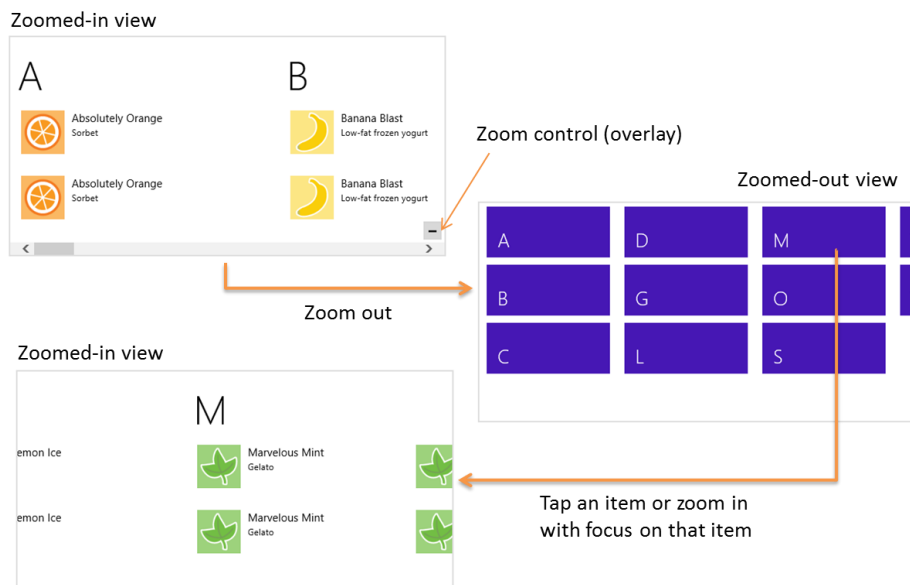 Zoomed-in view
A
B
Absolutely Orange
Sorbet
Banana Blast
Low-fat frozen yogurt
Absolutely Orange
Sorbet
Banana Blast
Low-fat frozen yogurt
Zoom control (overlay)
Zoom out
Zoomed-out view
A
D
M
B
G
O
C
L
S
Zoomed-in view
M
emon Ice
Marvelous Mint
Gelato
emon Ice
Marvelous Mint
Gelato
Tap an item or zoom in
with focus on that item